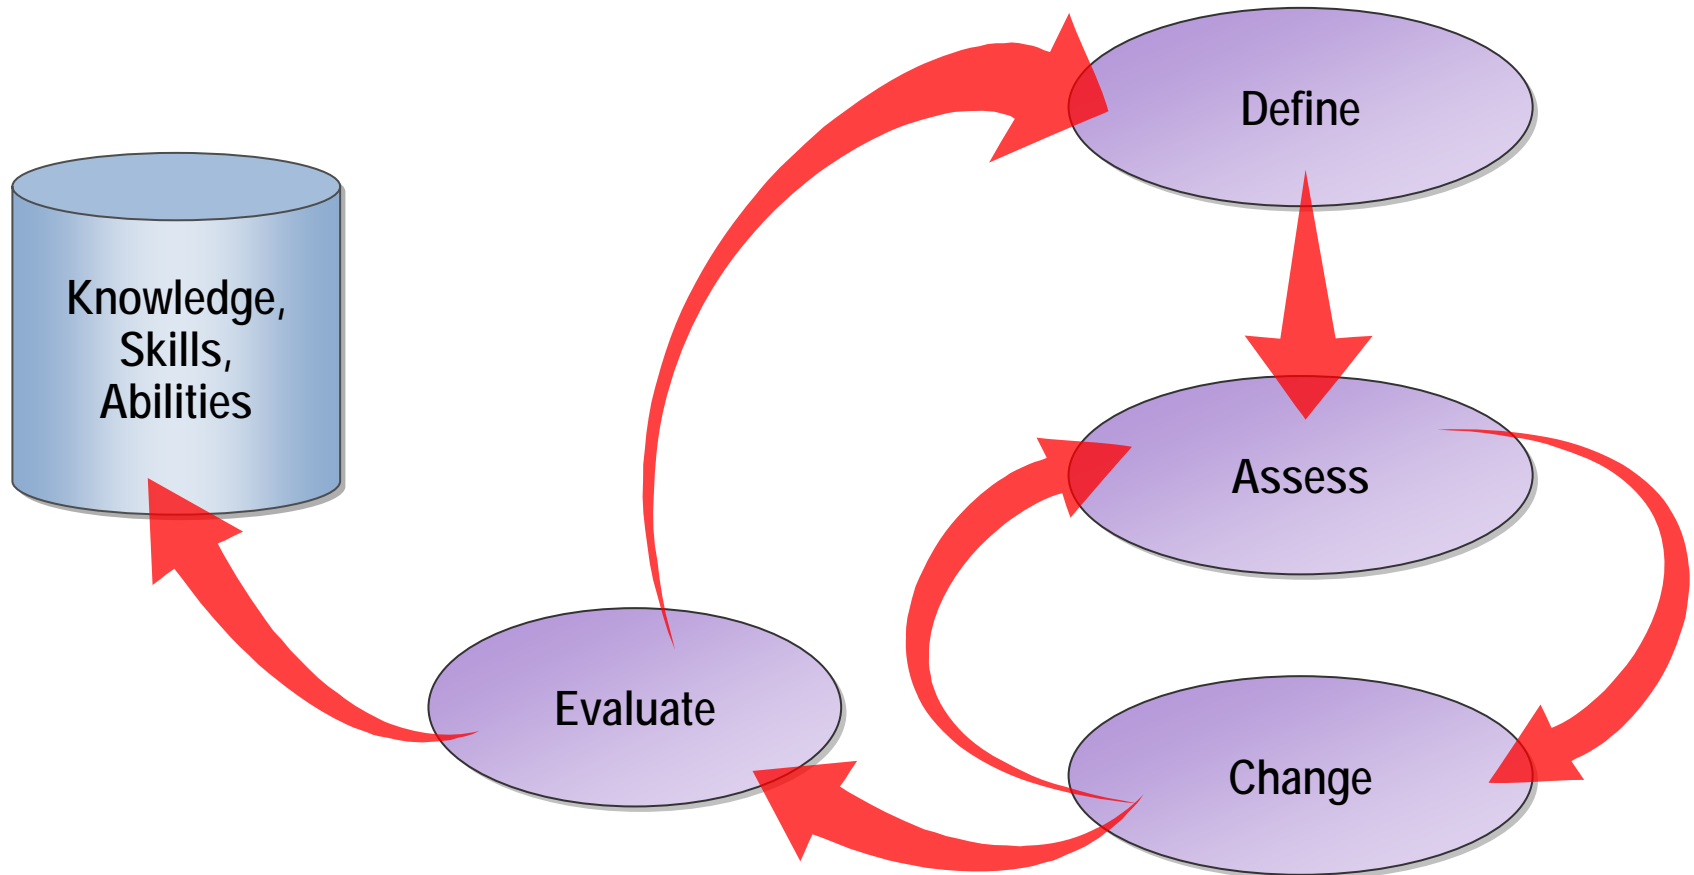 Define
Knowledge,
Skills,
Abilities
Assess
Evaluate
Change